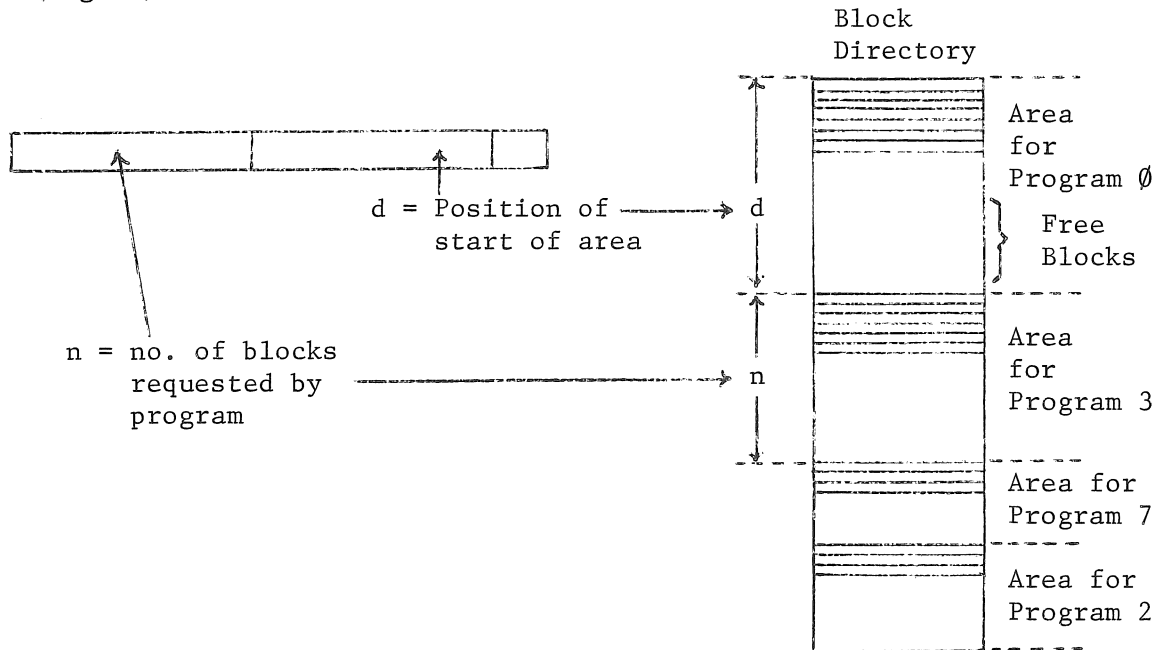 Block
Directory
Area
for
Program Ø
d = Position of
start of area
d
Free
Blocks
n = no. of blocks
requested by
program
n
Area
for
Program 3
Area for
Program 7
Area for
Program 2